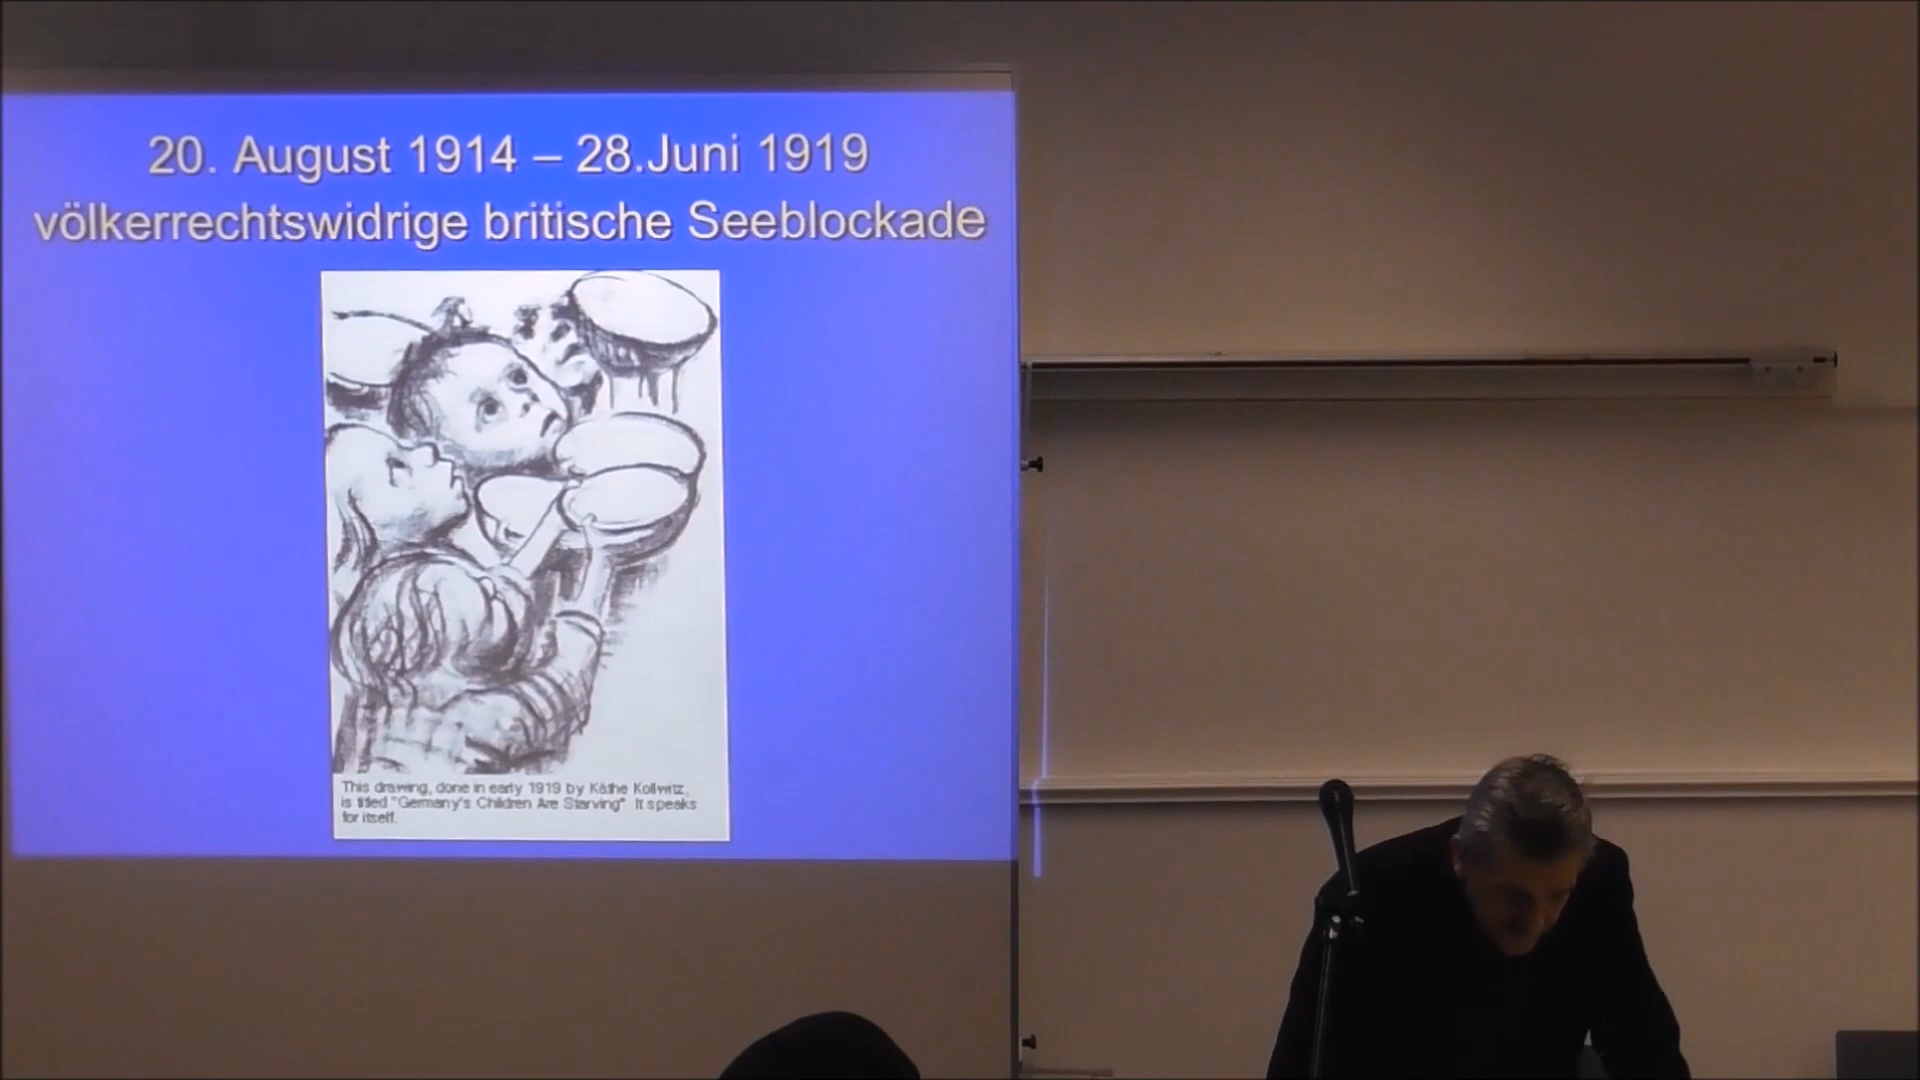 20. August 1914 – 28.Juni 1919
völkerrechtswidrige britische Seeblockade
This drawing, done in early 1919 by Käthe Kollwitz,
is titled "Germany's Children Are Starving". It speaks
for itself.